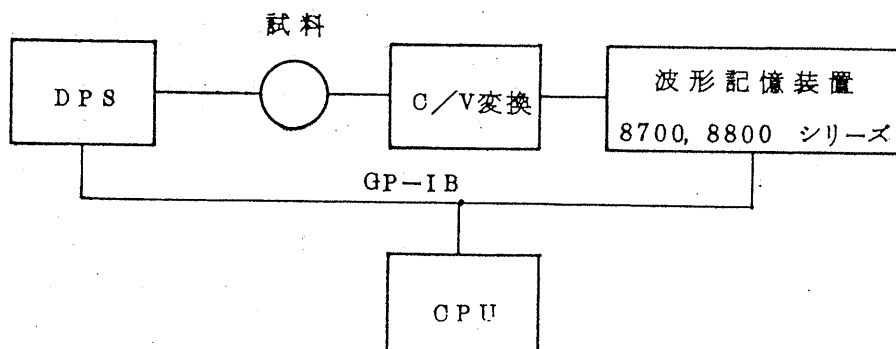 試料
DPS
C／V変換
波形記憶装置
8700, 8800 シリーズ
GP－IB
CPU